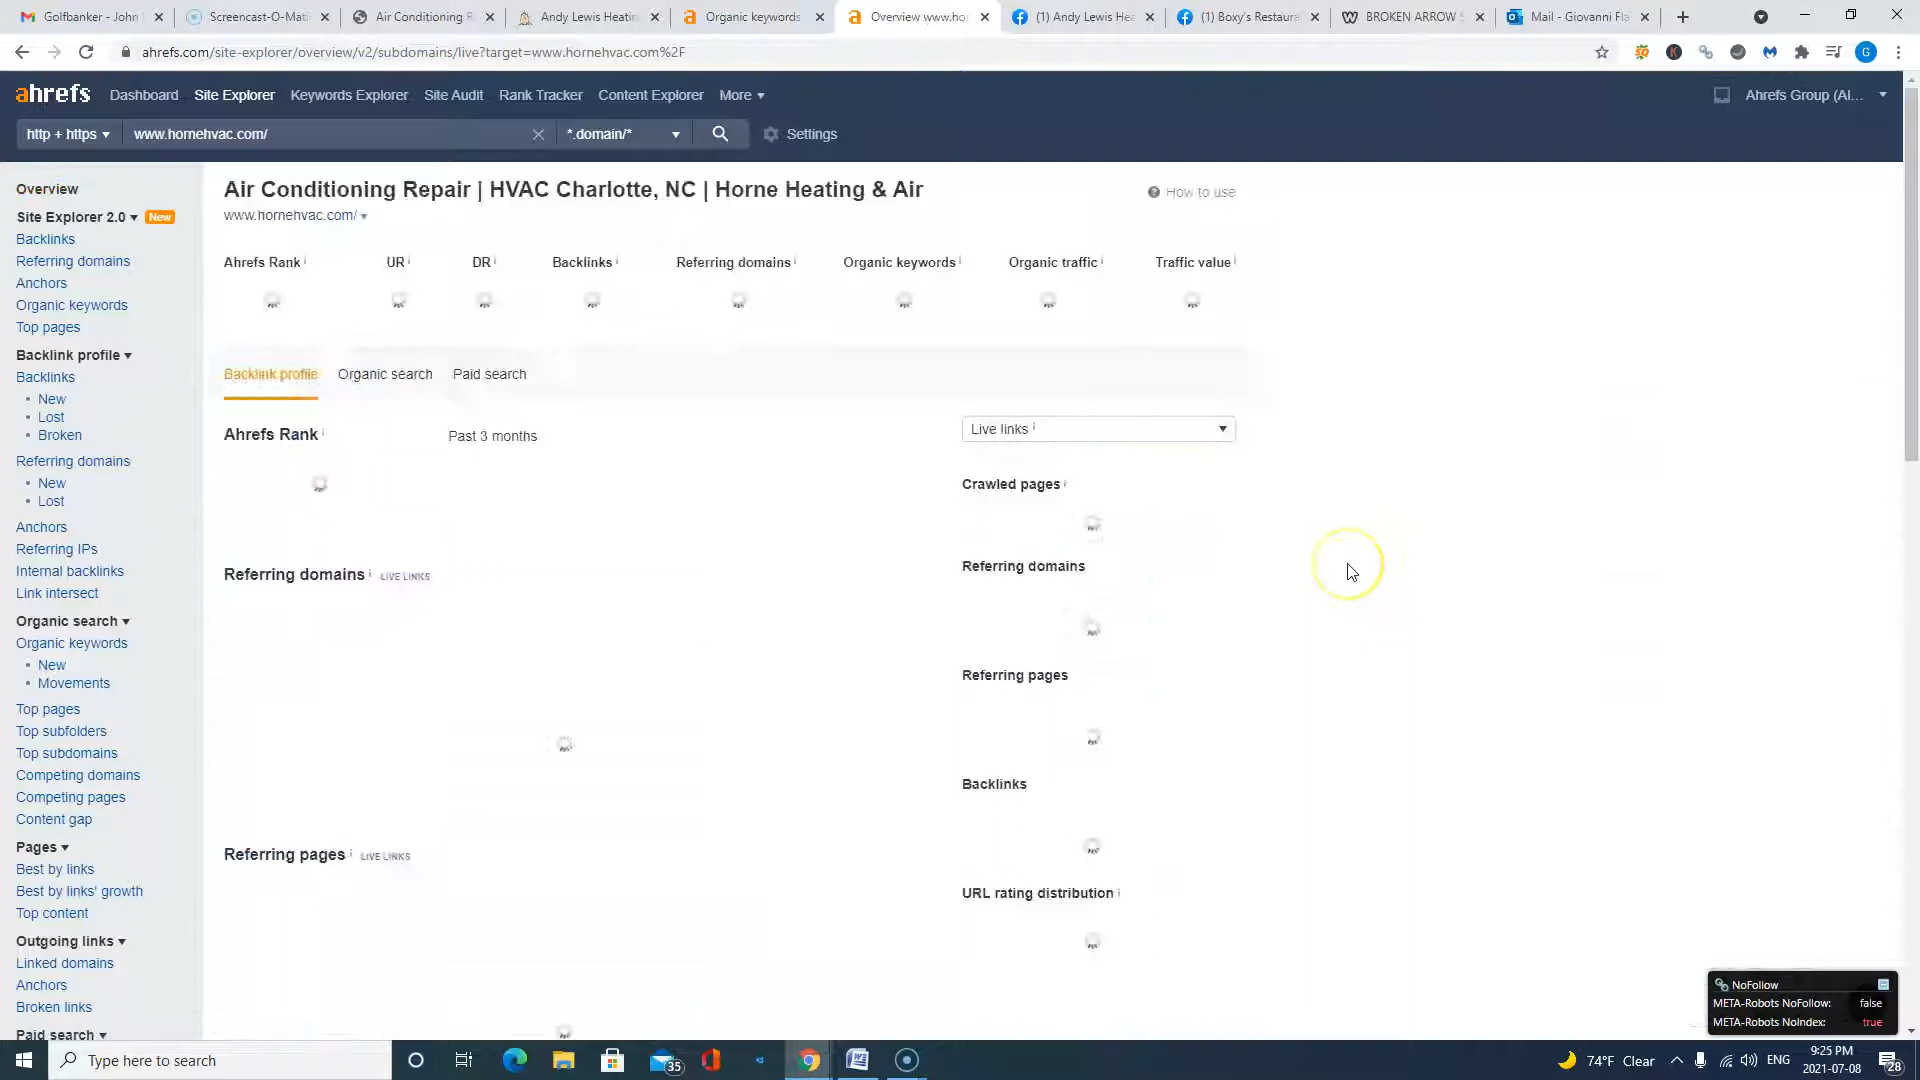 Golfbanker - John
Screencast-O-Mati
Air Conditioning R
Andy Lewis Heatin
Organic keywords
Overview www.ho
(1) Andy Lewis Hea
(1) Boxy's Restaura
BROKEN ARROW S
Mail - Giovanni Fla
ahrefs.com/site-explorer/overview/v2/subdomains/live?target=www.hornehvac.com%2F
G
ahrefs
Dashboard
Site Explorer
Keywords Explorer
Site Audit
Rank Tracker
Content Explorer
More
Ahrefs Group (Al...
http + https
www.hornehvac.com/
*.domain/*
Settings
Overview
Site Explorer 2.0 New
Backlinks
Referring domains
Anchors
Organic keywords
Top pages
Backlink profile
Backlinks
New
Lost
Broken
Referring domains
New
Lost
Anchors
Referring IPs
Internal backlinks
Link intersect
Organic search
Organic keywords
New
Movements
Top pages
Top subfolders
Top subdomains
Competing domains
Competing pages
Content gap
Pages
Best by links
Best by links' growth
Top content
Outgoing links
Linked domains
Anchors
Broken links
Paid search
Air Conditioning Repair | HVAC Charlotte, NC | Horne Heating & Air
How to use
www.hornehvac.com/
Ahrefs Rank
UR
DR
Backlinks
Referring domains
Organic keywords
Organic traffic
Traffic value
Backlink profile
Organic search
Paid search
Ahrefs Rank
Past 3 months
Live links
Crawled pages
Referring domains LIVE LINKS
Referring domains
Referring pages
Backlinks
Referring pages LIVE LINKS
URL rating distribution
NoFollow
META-Robots NoFollow: false
META-Robots NoIndex: true
Type here to search
35
74°F Clear
ENG
9:25 PM
2021-07-08
28